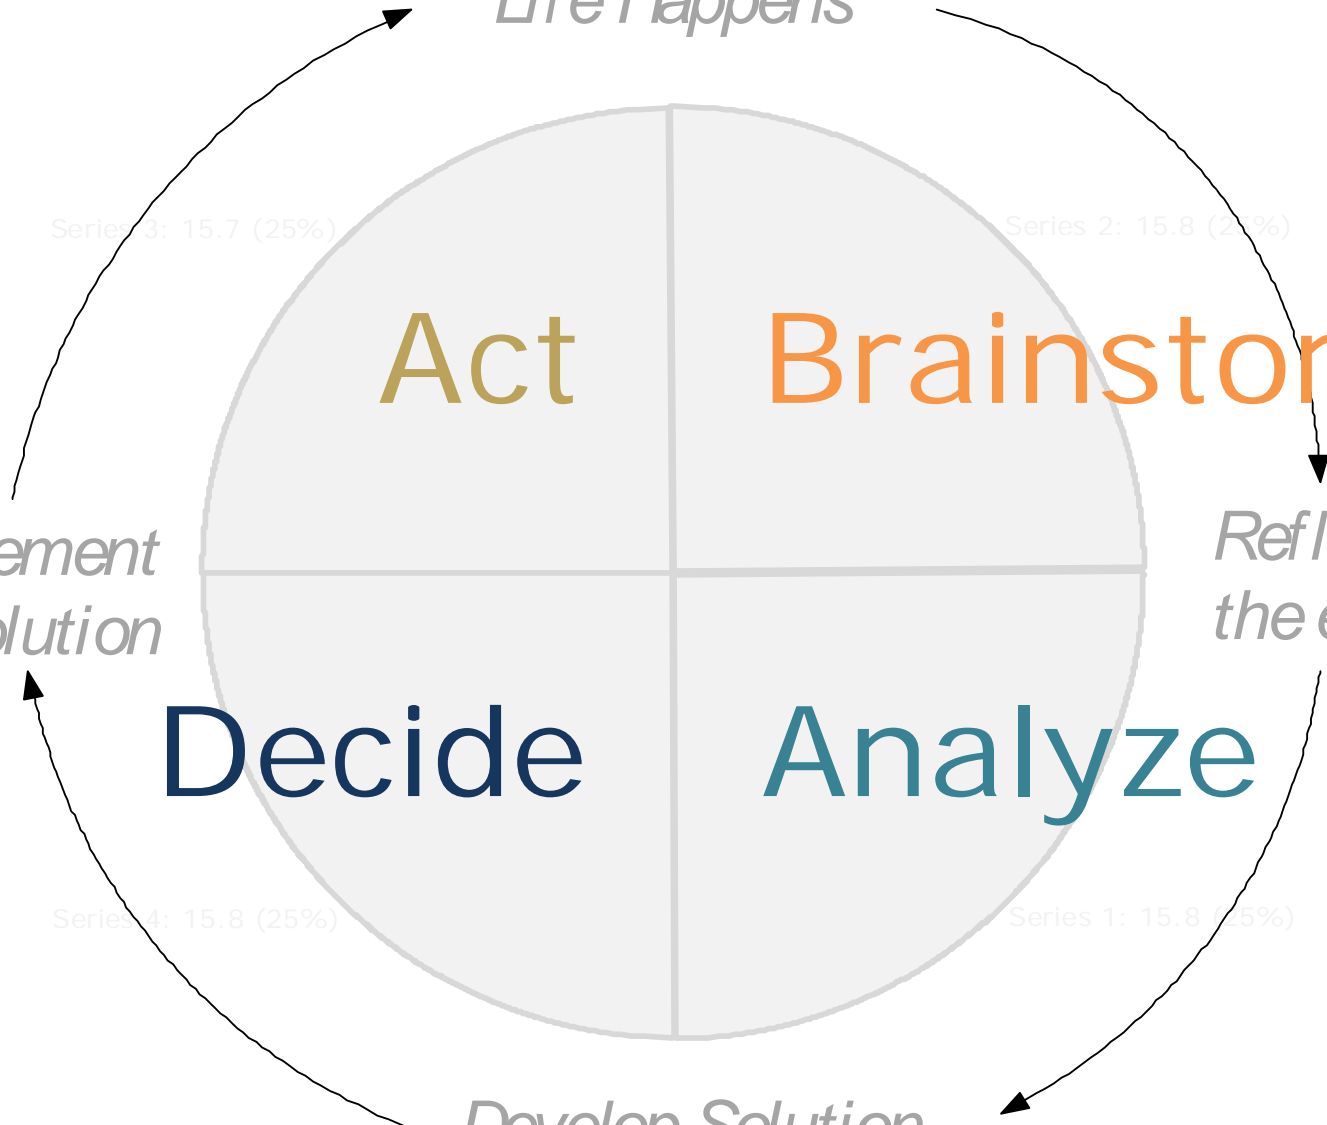 Life Happens
Series 3: 15.7 (25%)
Series 2: 15.8 (25%)
Act
Brainstor
ement
olution
Refl
the e
Decide
Analyze
Series 4: 15.8 (25%)
Series 1: 15.8 (25%)
Develop Solution